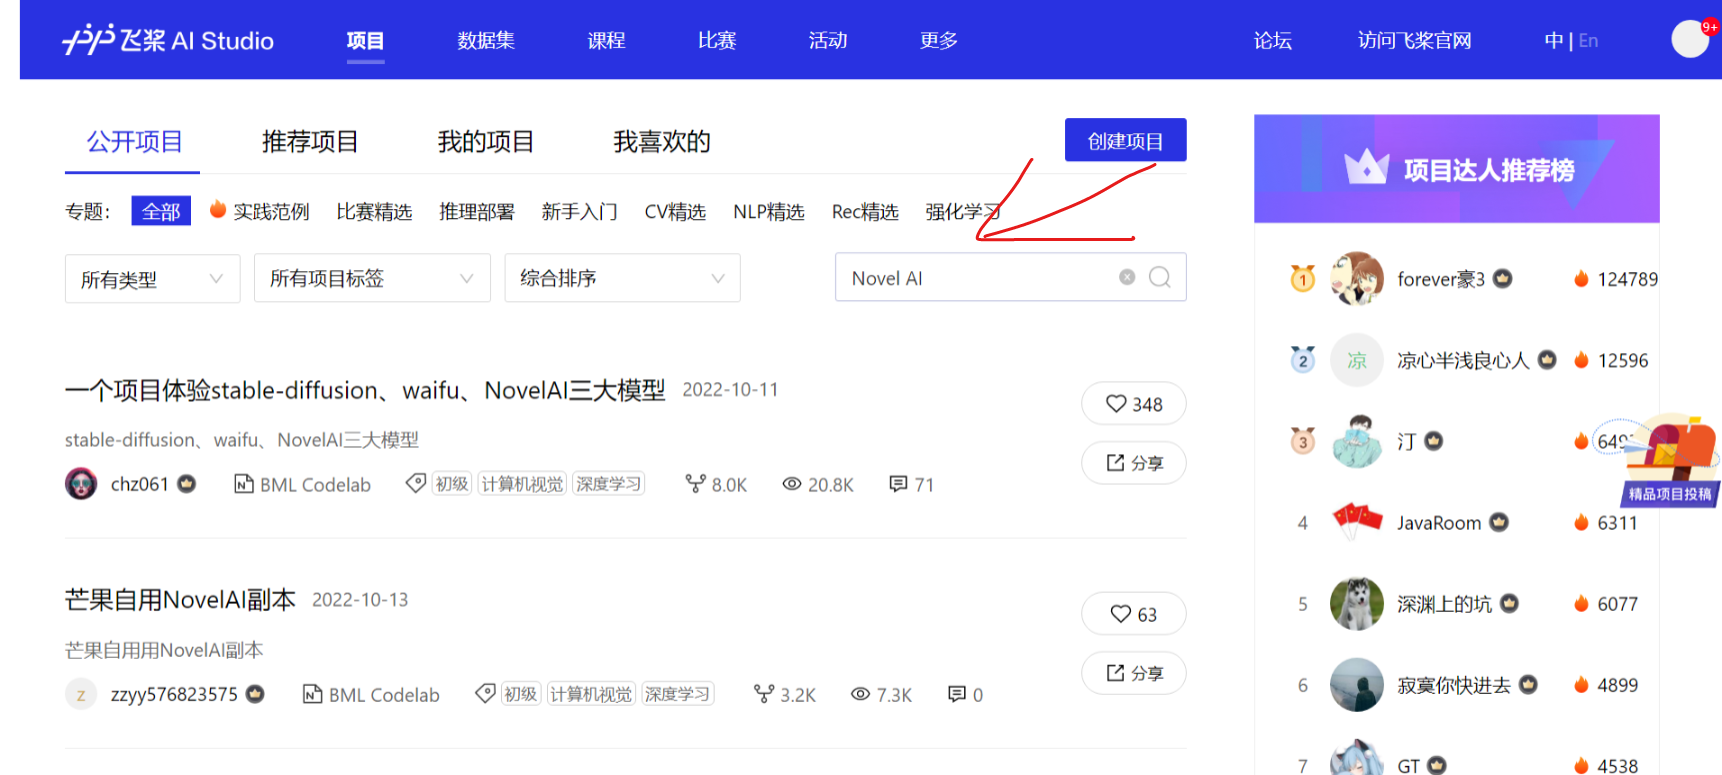 飞桨 AI Studio 项目 数据集 课程 比赛 活动 更多 论坛 访问飞桨官网 中 | En 9+
公开项目 推荐项目 我的项目 我喜欢的 创建项目
专题： 全部 实践范例 比赛精选 推理部署 新手入门 CV精选 NLP精选 Rec精选 强化学习
所有类型 所有项目标签 综合排序 Novel AI
一个项目体验stable-diffusion、waifu、NovelAI三大模型 2022-10-11
348
stable-diffusion、waifu、NovelAI三大模型
分享
chz061 BML Codelab 初级 计算机视觉 深度学习 8.0K 20.8K 71
芒果自用NovelAI副本 2022-10-13
63
芒果自用用NovelAI副本
分享
z zzyy576823575 BML Codelab 初级 计算机视觉 深度学习 3.2K 7.3K 0
项目达人推荐榜
1 forever豪3 124789
2 凉 凉心半浅良心人 12596
3 汀
精品项目投稿
4 JavaRoom 6311
5 深渊上的坑 6077
6 寂寞你快进去 4899
7 GT 4538